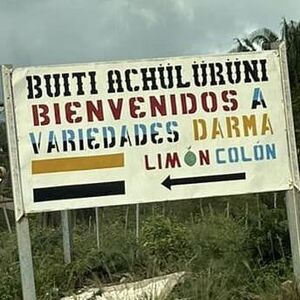 BUITI ACHÜLÜRÜNI
BIENVENIDOS A
VARIEDADES DARMA
LIMÓN COLÓN